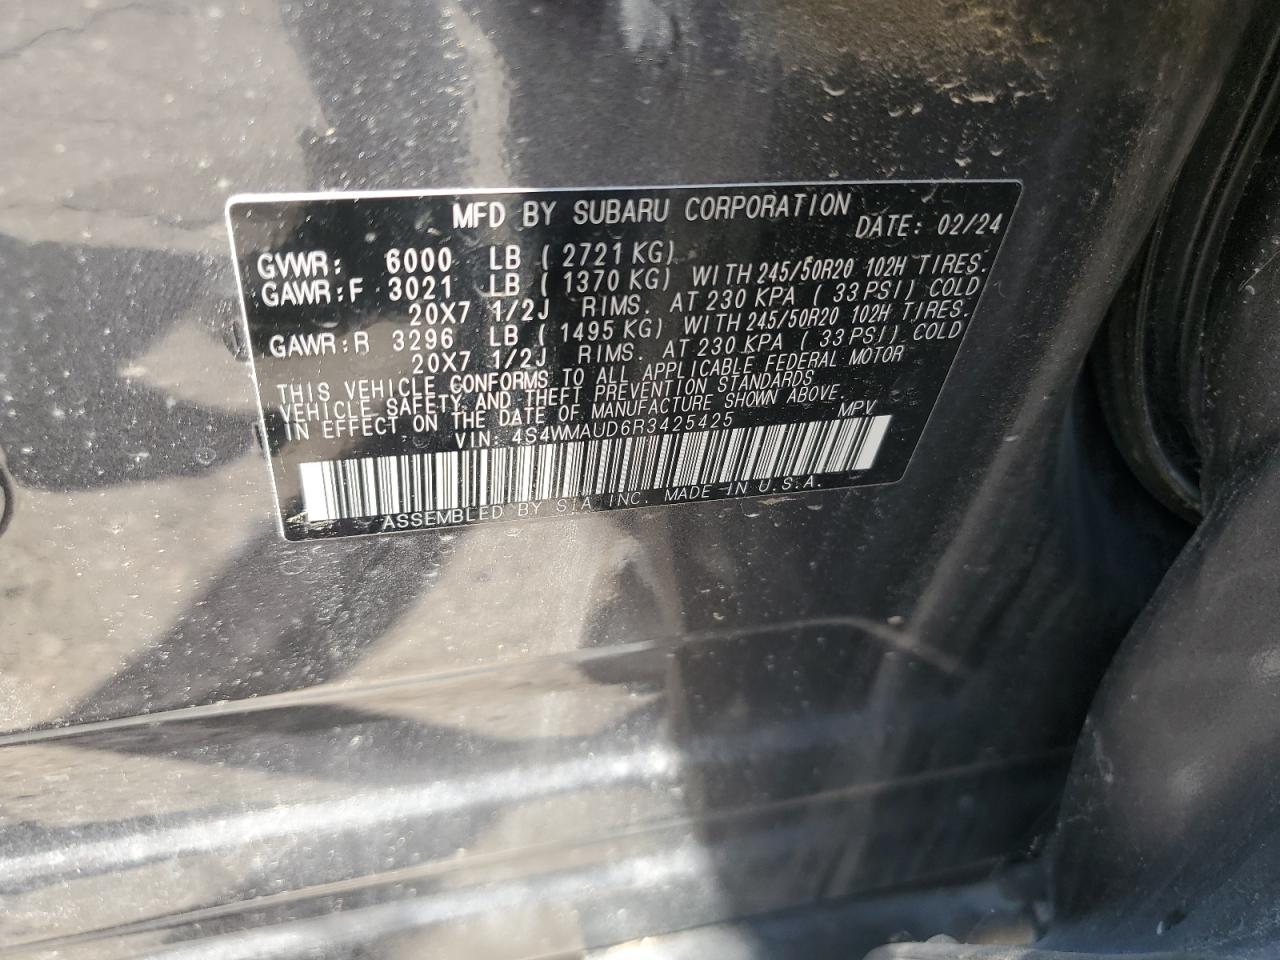 MFD BY SUBARU CORPORATION
DATE: 02/24
GVWR: 6000 LB ( 2721 KG)
GAWR:F 3021 LB ( 1370 KG) WITH 245/50R20 102H TIRES.
20X7 1/2J RIMS. AT 230 KPA ( 33 PSI) COLD
GAWR:R 3296 LB ( 1495 KG) WITH 245/50R20 102H TIRES.
20X7 1/2J RIMS. AT 230 KPA ( 33 PSI) COLD
THIS VEHICLE CONFORMS TO ALL APPLICABLE FEDERAL MOTOR
VEHICLE SAFETY AND THEFT PREVENTION STANDARDS
IN EFFECT ON THE DATE OF MANUFACTURE SHOWN ABOVE.
VIN: 4S4WMAUD6R3425425 MPV
ASSEMBLED BY SIA INC. MADE IN U.S.A.